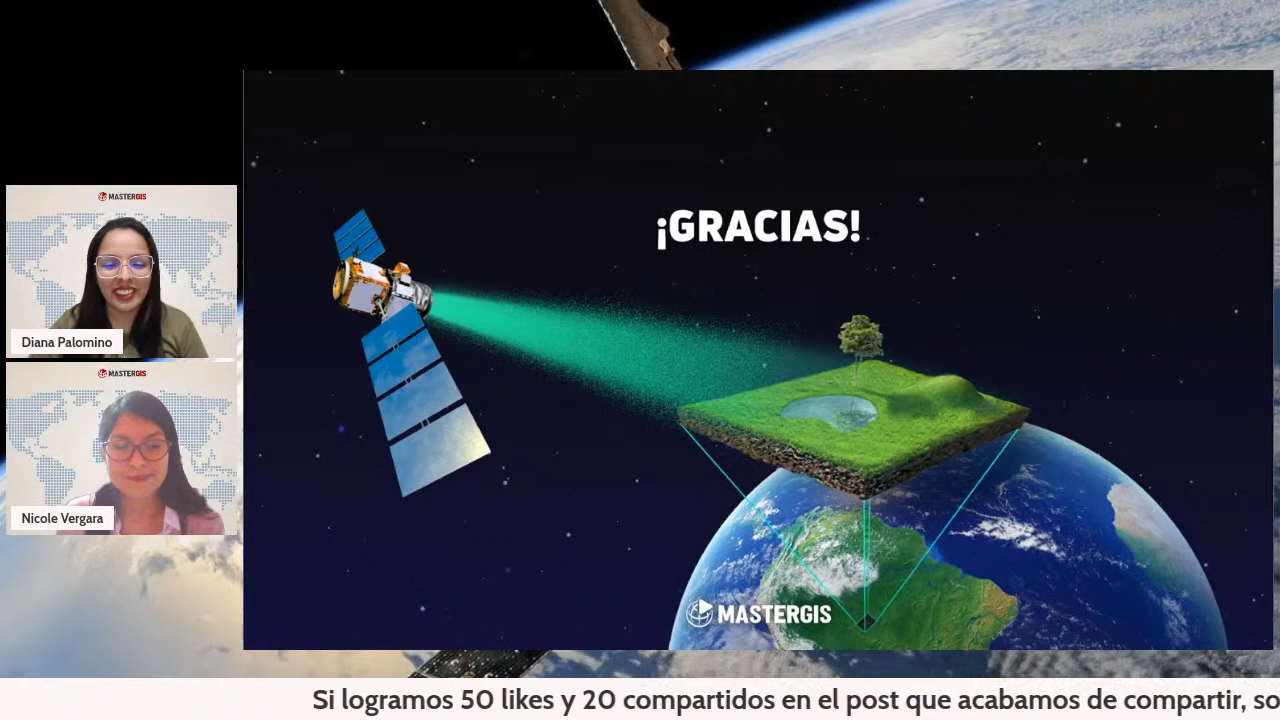 MASTERGIS
Diana Palomino
MASTERGIS
Nicole Vergara
¡GRACIAS!
MASTERGIS
Si logramos 50 likes y 20 compartidos en el post que acabamos de compartir, so